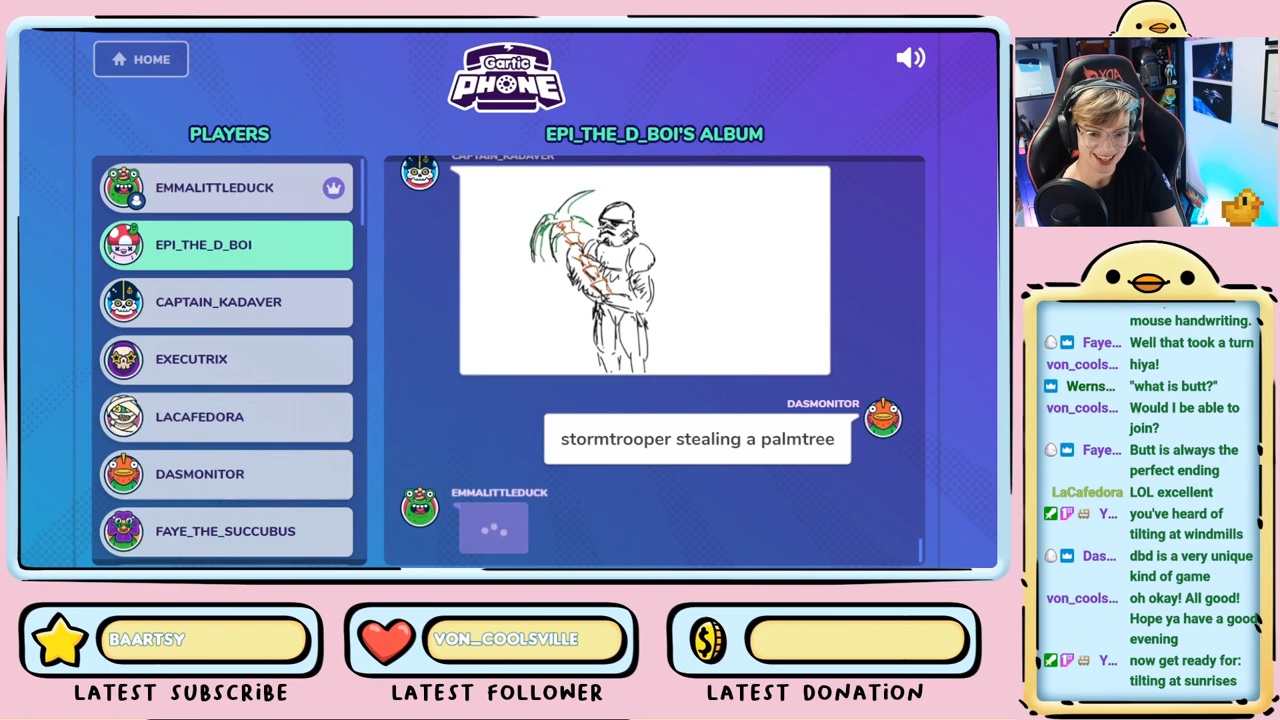 HOME
Gartic
PHONE
PLAYERS
EPI_THE_D_BOI'S ALBUM
EMMALITTLEDUCK
EPI_THE_D_BOI
CAPTAIN_KADAVER
EXECUTRIX
LACAFEDORA
DASMONITOR
FAYE_THE_SUCCUBUS
CAPTAIN_KADAVER
DASMONITOR
stormtrooper stealing a palmtree
EMMALITTLEDUCK
mouse handwriting.
Faye... Well that took a turn
von_cools... hiya!
Werns... "what is butt?"
von_cools... Would I be able to
join?
Faye... Butt is always the
perfect ending
LaCafedora LOL excellent
Y... you've heard of
tilting at windmills
Das... dbd is a very unique
kind of game
von_cools... oh okay! All good!
Hope ya have a good
evening
Y... now get ready for:
tilting at sunrises
BAARTSY
VON_COOLSVILLE
LATEST SUBSCRIBE
LATEST FOLLOWER
LATEST DONATION